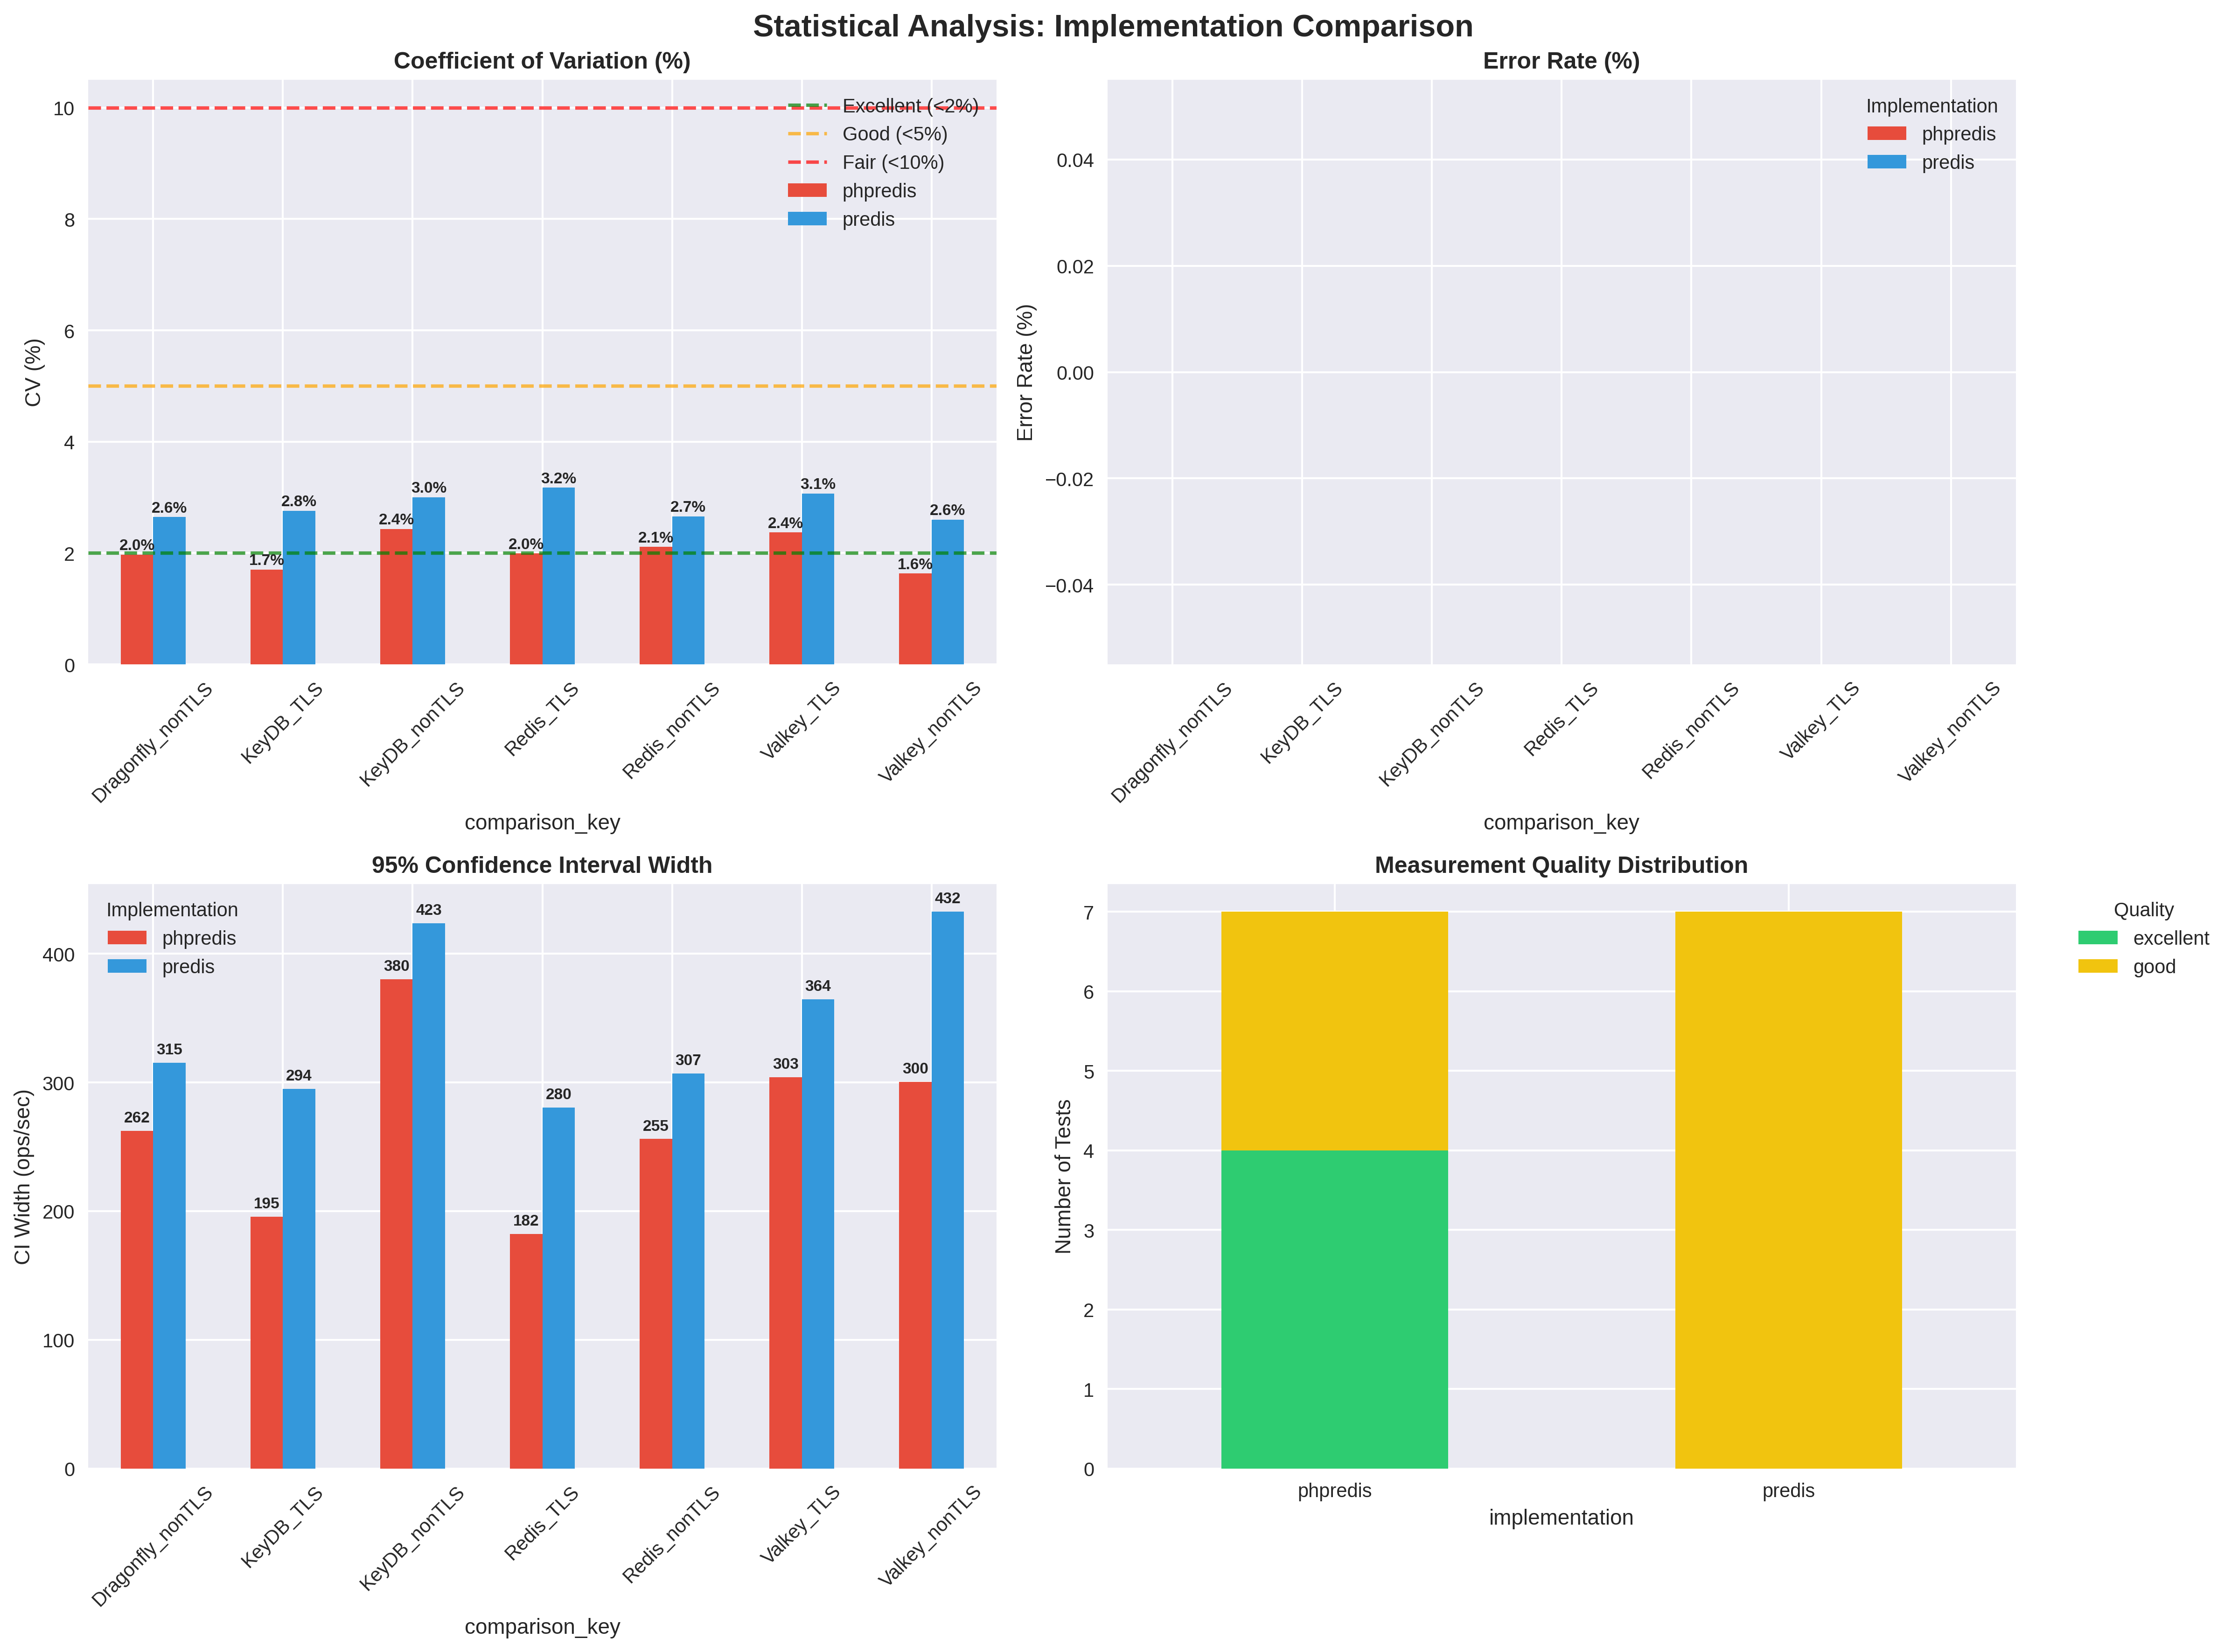 Statistical Analysis: Implementation Comparison
Coefficient of Variation (%)
CV (%)
10
8
6
4
2
0
Excellent (<2%)
Good (<5%)
Fair (<10%)
phpredis
predis
2.0%
2.6%
1.7%
2.8%
2.4%
3.0%
2.0%
3.2%
2.1%
2.7%
2.4%
3.1%
1.6%
2.6%
Dragonfly_nonTLS
KeyDB_TLS
KeyDB_nonTLS
Redis_TLS
Redis_nonTLS
Valkey_TLS
Valkey_nonTLS
comparison_key
Error Rate (%)
Error Rate (%)
0.04
0.02
0.00
−0.02
−0.04
Implementation
phpredis
predis
Dragonfly_nonTLS
KeyDB_TLS
KeyDB_nonTLS
Redis_TLS
Redis_nonTLS
Valkey_TLS
Valkey_nonTLS
comparison_key
95% Confidence Interval Width
CI Width (ops/sec)
400
300
200
100
0
Implementation
phpredis
predis
262
315
195
294
380
423
182
280
255
307
303
364
300
432
Dragonfly_nonTLS
KeyDB_TLS
KeyDB_nonTLS
Redis_TLS
Redis_nonTLS
Valkey_TLS
Valkey_nonTLS
comparison_key
Measurement Quality Distribution
Number of Tests
7
6
5
4
3
2
1
0
phpredis
predis
implementation
Quality
excellent
good